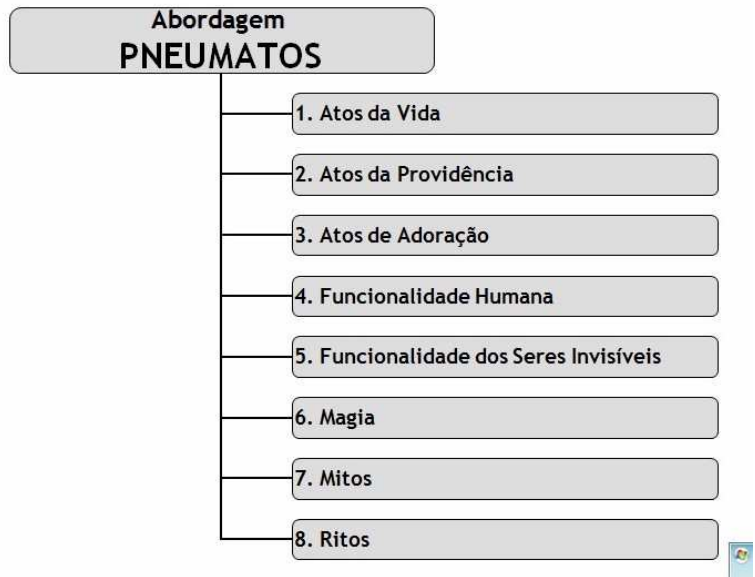 Abordagem
PNEUMATOS
1. Atos da Vida
2. Atos da Providência
3. Atos de Adoração
4. Funcionalidade Humana
5. Funcionalidade dos Seres Invisíveis
6. Magia
7. Mitos
8. Ritos